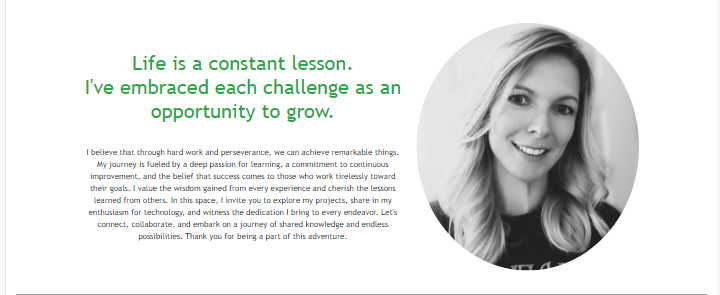 Life is a constant lesson.
I've embraced each challenge as an
opportunity to grow.
I believe that through hard work and perseverance, we can achieve remarkable things.
My journey is fueled by a deep passion for learning, a commitment to continuous
improvement, and the belief that success comes to those who work tirelessly toward
their goals. I value the wisdom gained from every experience and cherish the lessons
learned from others. In this space, I invite you to explore my projects, share in my
enthusiasm for technology, and witness the dedication I bring to every endeavor. Let's
connect, collaborate, and embark on a journey of shared knowledge and endless
possibilities. Thank you for being a part of this adventure.